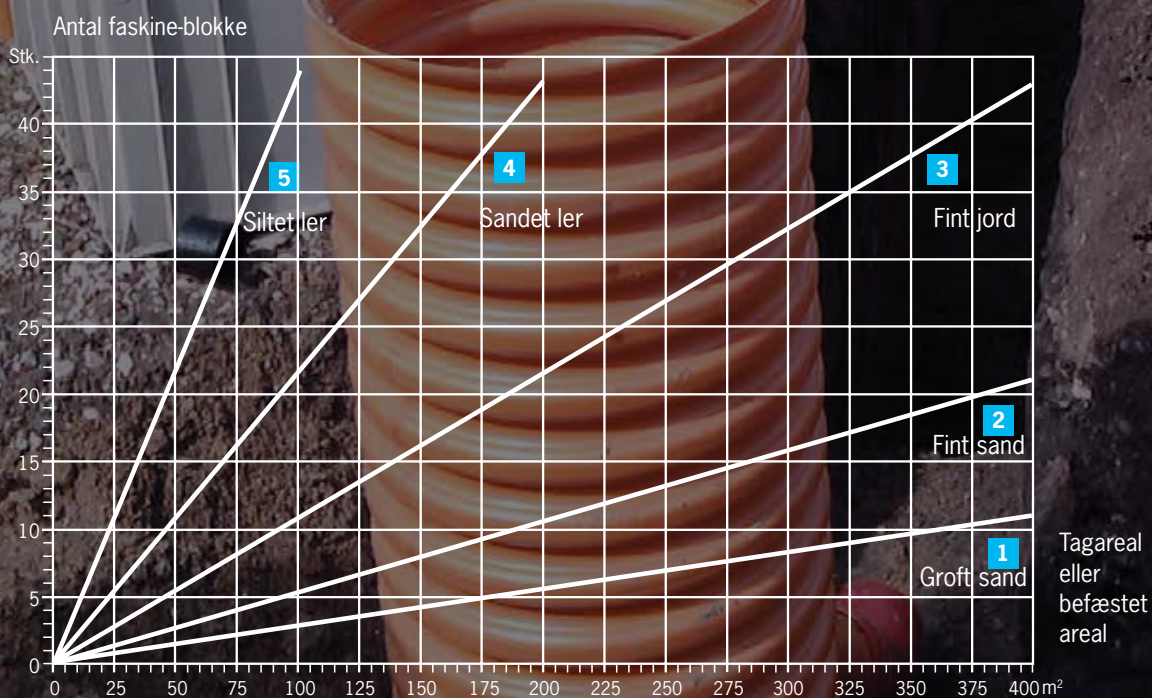 Antal faskine-blokke
Stk.
40
35
30
25
20
15
10
5
0
5
Siltet ler
4
Sandet ler
3
Fint jord
2
Fint sand
1
Groft sand
Tagareal
eller
befæstet
areal
0 25 50 75 100 125 150 175 200 225 250 275 300 325 350 375 400 m²